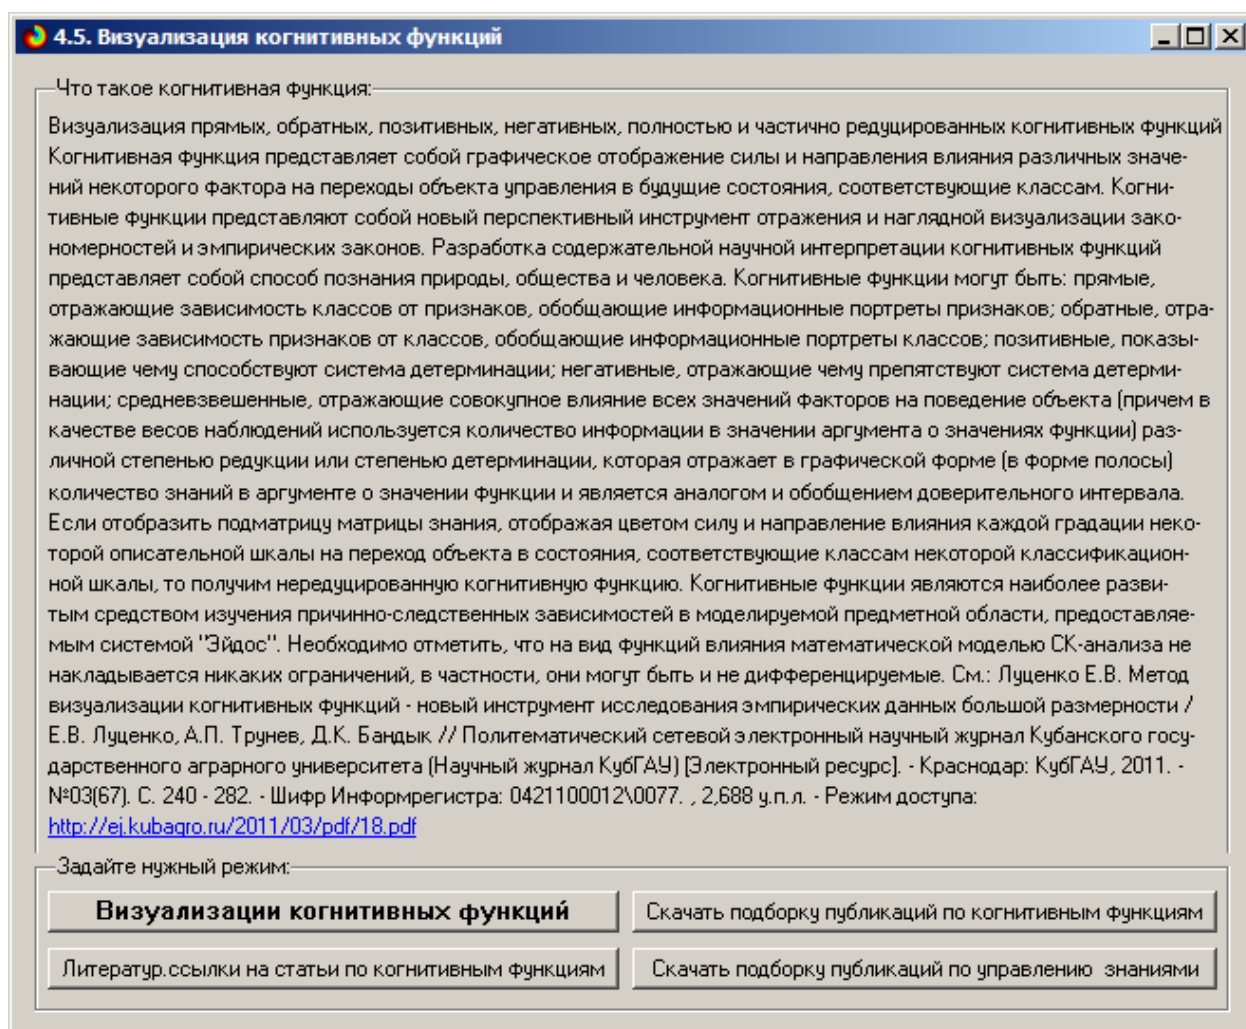 4.5. Визуализация когнитивных функций
Что такое когнитивная функция:
Визуализация прямых, обратных, позитивных, негативных, полностью и частично редуцированных когнитивных функций
Когнитивная функция представляет собой графическое отображение силы и направления влияния различных значе-
ний некоторого фактора на переходы объекта управления в будущие состояния, соответствующие классам. Когни-
тивные функции представляют собой новый перспективный инструмент отражения и наглядной визуализации зако-
номерностей и эмпирических законов. Разработка содержательной научной интерпретации когнитивных функций
представляет собой способ познания природы, общества и человека. Когнитивные функции могут быть: прямые,
отражающие зависимость классов от признаков, обобщающие информационные портреты признаков; обратные, отра-
жающие зависимость признаков от классов, обобщающие информационные портреты классов; позитивные, показы-
вающие чему способствуют система детерминации; негативные, отражающие чему препятствуют система детерми-
нации; средневзвешенные, отражающие совокупное влияние всех значений факторов на поведение объекта (причем в
качестве весов наблюдений используется количество информации в значении аргумента о значениях функции) раз-
личной степенью редукции или степенью детерминации, которая отражает в графической форме (в форме полосы)
количество знаний в аргументе о значении функции и является аналогом и обобщением доверительного интервала.
Если отобразить подматрицу матрицы знания, отображая цветом силу и направление влияния каждой градации неко-
торой описательной шкалы на переход объекта в состояния, соответствующие классам некоторой классификацион-
ной шкалы, то получим нередуцированную когнитивную функцию. Когнитивные функции являются наиболее разви-
тым средством изучения причинно-следственных зависимостей в моделируемой предметной области, предоставляе-
мым системой "Эйдос". Необходимо отметить, что на вид функций влияния математической моделью СК-анализа не
накладывается никаких ограничений, в частности, они могут быть и не дифференцируемые. См.: Луценко Е.В. Метод
визуализации когнитивных функций - новый инструмент исследования эмпирических данных большой размерности /
Е.В. Луценко, А.П. Трунев, Д.К. Бандык // Политематический сетевой электронный научный журнал Кубанского госу-
дарственного аграрного университета (Научный журнал КубГАУ) [Электронный ресурс]. - Краснодар: КубГАУ, 2011. -
№03(67). С. 240 - 282. - Шифр Информрегистра: 0421100012\0077. , 2,688 у.п.л. - Режим доступа:
http://ej.kubagro.ru/2011/03/pdf/18.pdf
Задайте нужный режим:
Визуализации когнитивных функций
Скачать подборку публикаций по когнитивным функциям
Литератур.ссылки на статьи по когнитивным функциям
Скачать подборку публикаций по управлению знаниями